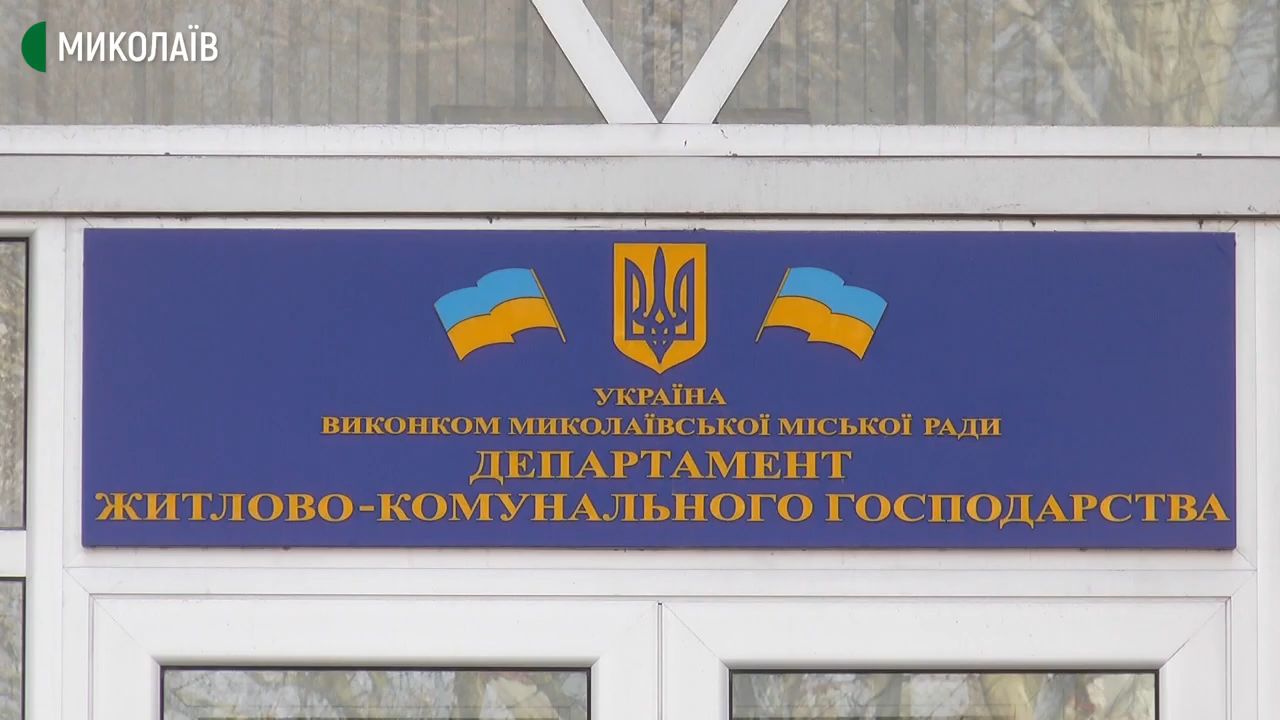 МИКОЛАЇВ
УКРАЇНА
ВИКОНКОМ МИКОЛАЇВСЬКОЇ МІСЬКОЇ РАДИ
ДЕПАРТАМЕНТ
ЖИТЛОВО-КОМУНАЛЬНОГО ГОСПОДАРСТВА